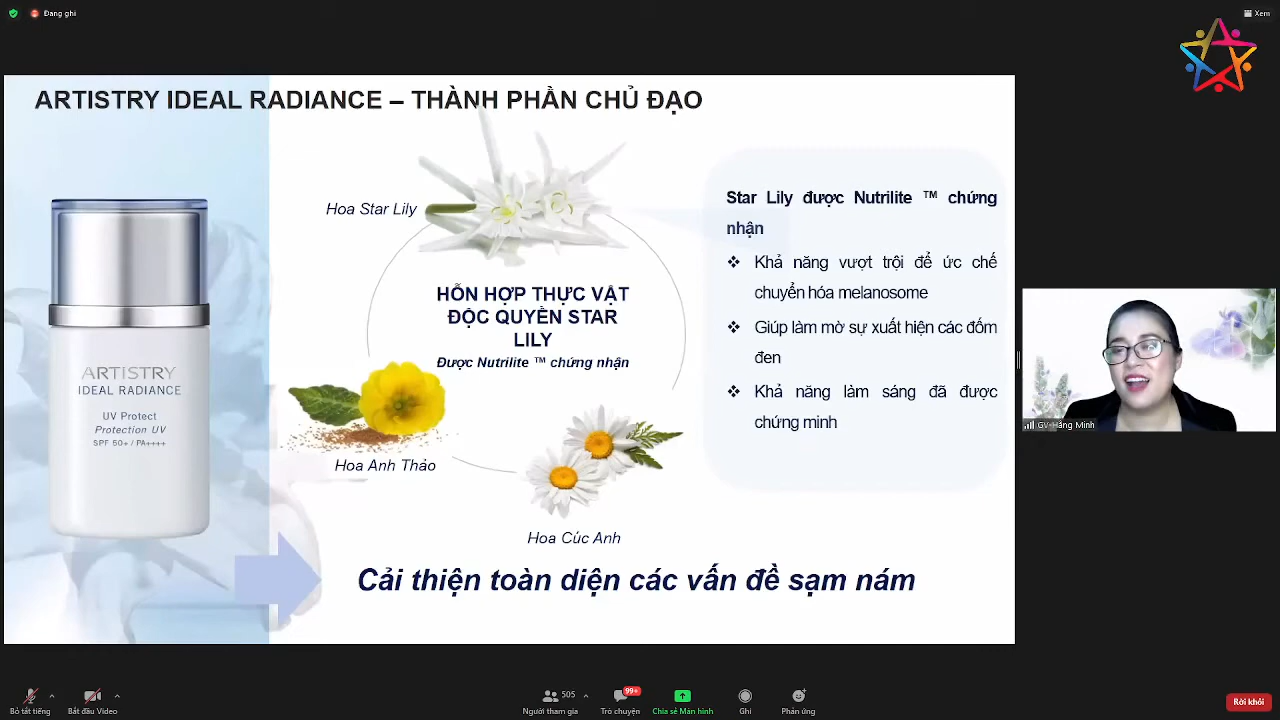 Đang ghi
Xem
ARTISTRY IDEAL RADIANCE – THÀNH PHẦN CHỦ ĐẠO
Hoa Star Lily
HỖN HỢP THỰC VẬT
ĐỘC QUYỀN STAR
LILY
Được Nutrilite ™ chứng nhận
Hoa Anh Thảo
Hoa Cúc Anh
ARTISTRY
IDEAL RADIANCE
UV Protect
Protection UV
SPF 50+ / PA++++
Star Lily được Nutrilite ™ chứng
nhận
❖ Khả năng vượt trội để ức chế
chuyển hóa melanosome
❖ Giúp làm mờ sự xuất hiện các đốm
đen
❖ Khả năng làm sáng đã được
chứng minh
Cải thiện toàn diện các vấn đề sạm nám
GV-Hằng Minh
Bỏ tắt tiếng
Bắt đầu Video
505
Người tham gia
99+
Trò chuyện
Chia sẻ Màn hình
Ghi
Phản ứng
Rời khỏi